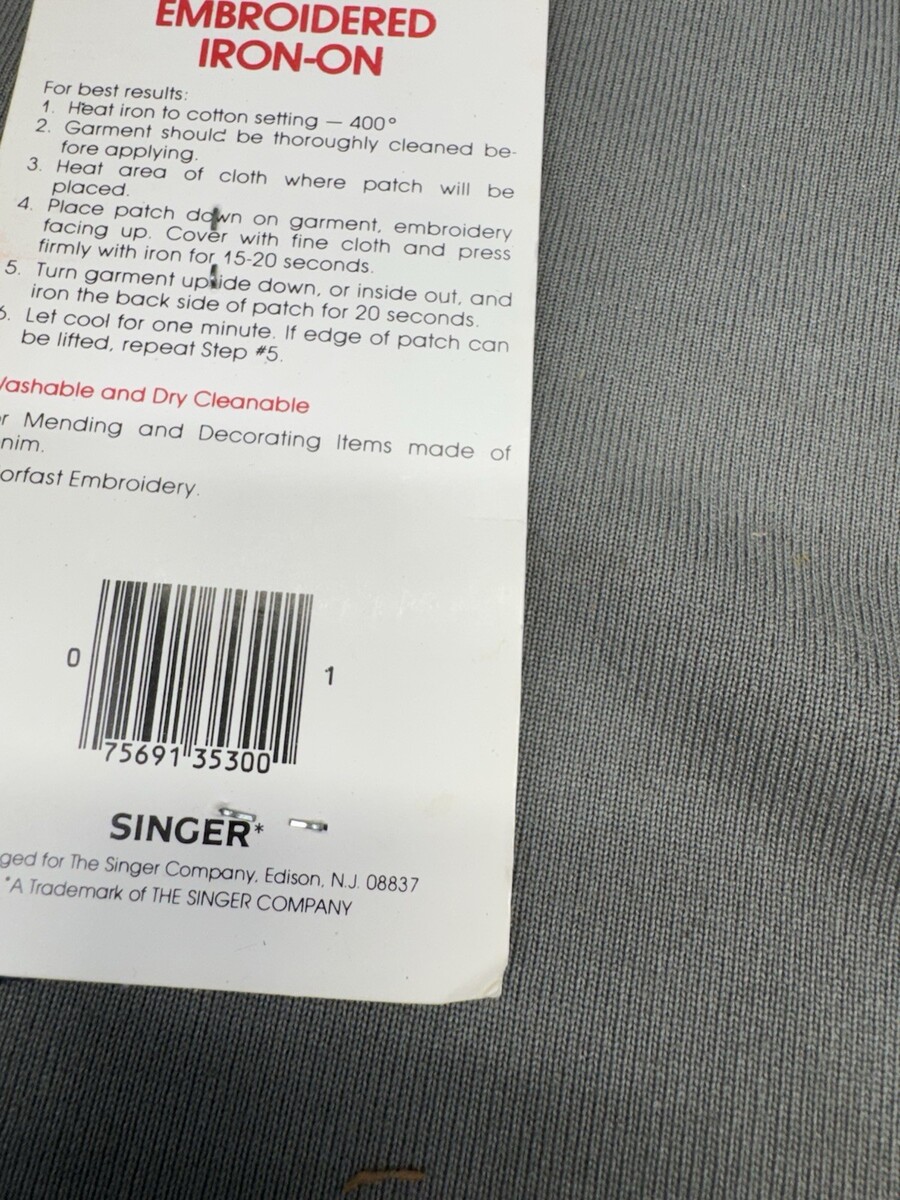 EMBROIDERED
IRON-ON
For best results:
1. Heat iron to cotton setting — 400°
2. Garment should be thoroughly cleaned be-
fore applying.
3. Heat area of cloth where patch will be
placed.
4. Place patch down on garment, embroidery
facing up. Cover with fine cloth and press
firmly with iron for 15-20 seconds.
5. Turn garment upside down, or inside out, and
iron the back side of patch for 20 seconds.
6. Let cool for one minute. If edge of patch can
be lifted, repeat Step #5.
Washable and Dry Cleanable
r Mending and Decorating Items made of
nim.
orfast Embroidery.
0 75691 35300 1
SINGER*
ged for The Singer Company, Edison, N.J. 08837
*A Trademark of THE SINGER COMPANY